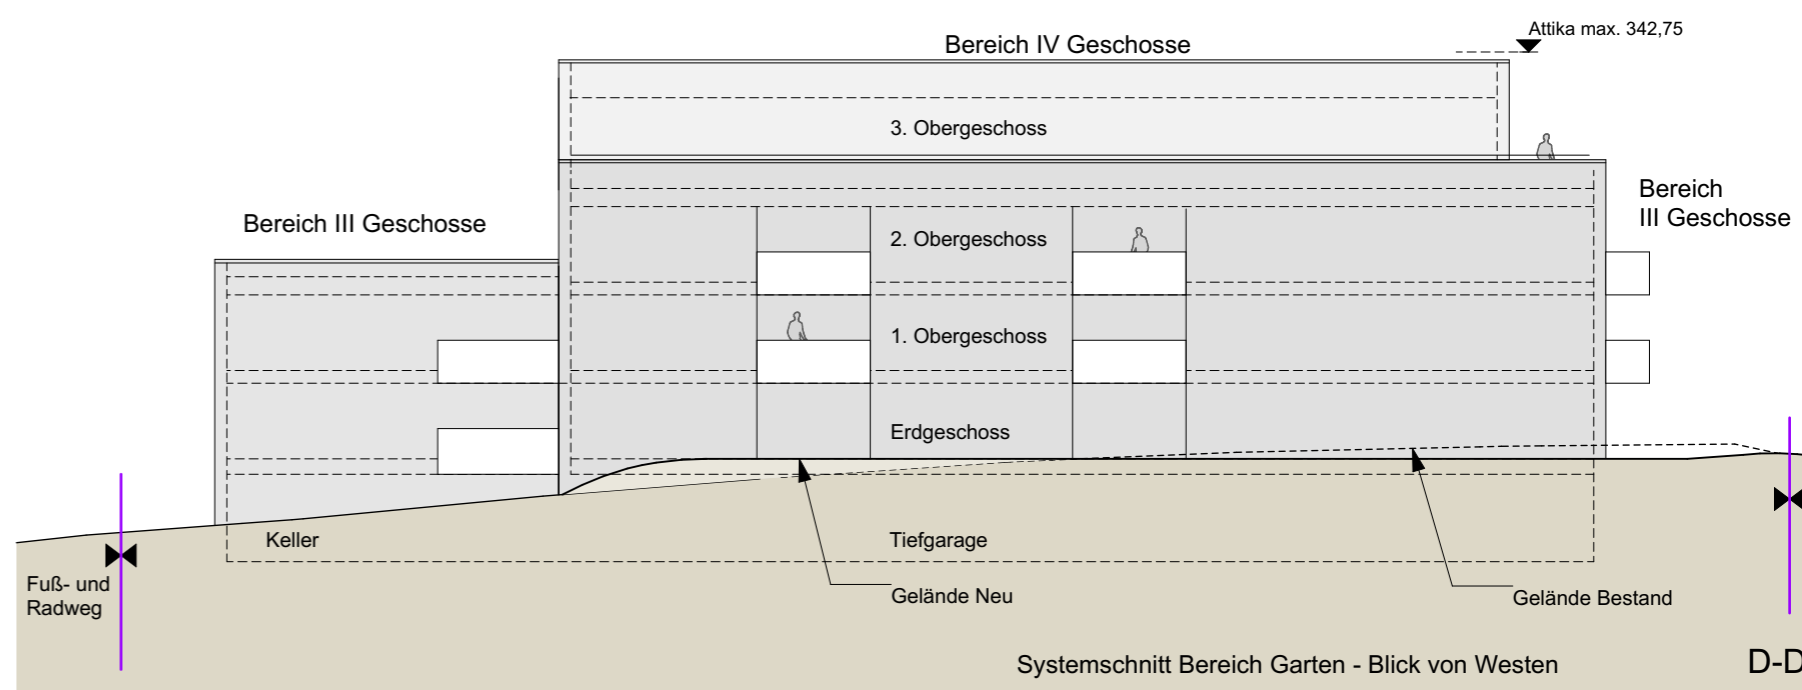 Attika max. 342,75
Bereich IV Geschosse
3. Obergeschoss
Bereich
III Geschosse
Bereich III Geschosse
2. Obergeschoss
1. Obergeschoss
Erdgeschoss
Keller
Tiefgarage
Fuß- und
Radweg
Gelände Neu
Gelände Bestand
Systemschnitt Bereich Garten - Blick von Westen
D-D